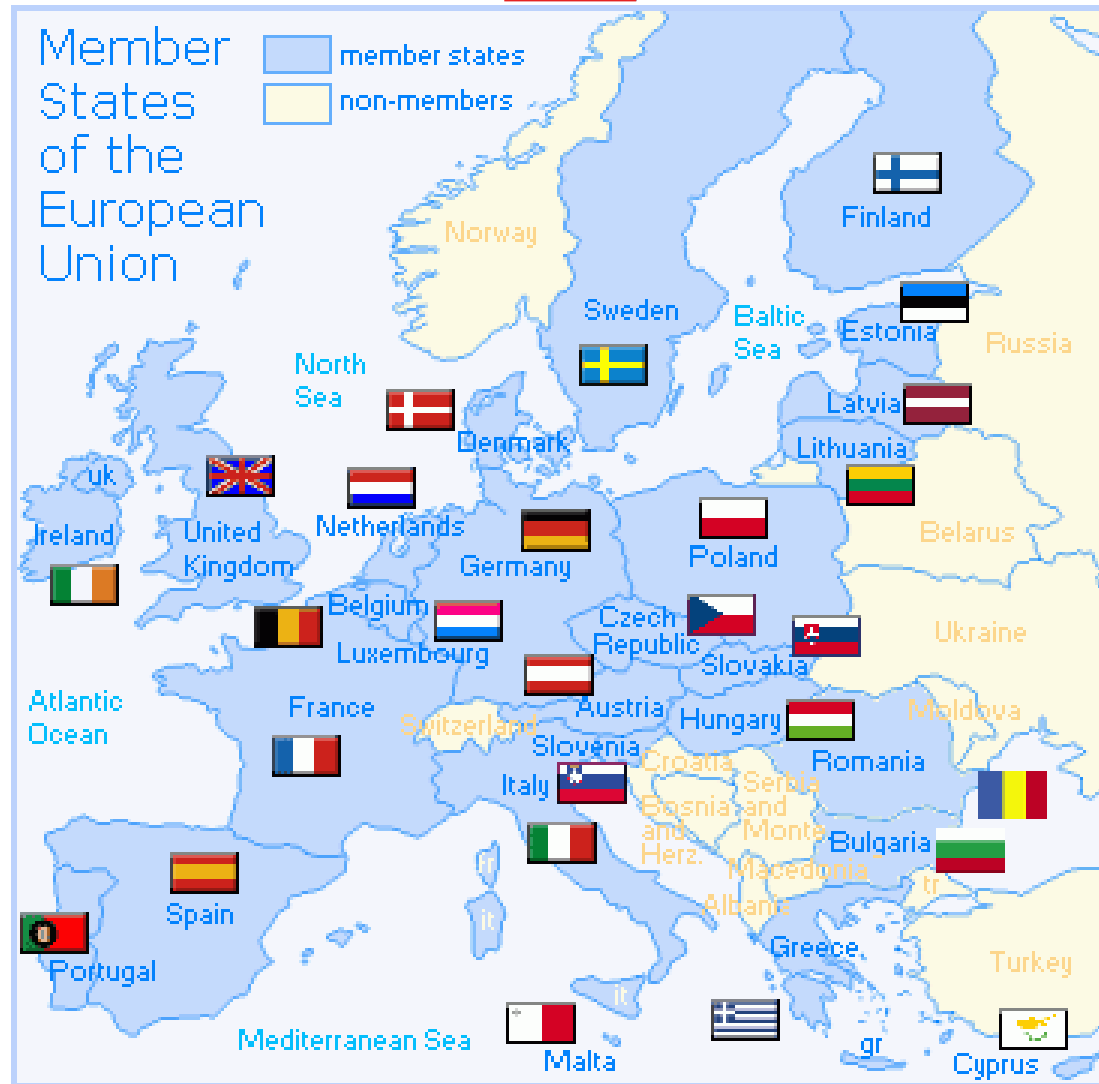 Member
States
of the
European
Union
member states
non-members
Norway
Finland
Sweden
Baltic
Sea
Estonia
Russia
North
Sea
Latvia
Denmark
Lithuania
uk
Ireland
United
Kingdom
Netherlands
Germany
Poland
Belarus
Belgium
Luxembourg
Czech
Republic
Slovakia
Ukraine
Atlantic
Ocean
France
Switzerland
Austria
Hungary
Moldova
Slovenia
Croatia
Romania
Italy
Serbia
and
Monte
Bosnia
and
Herz.
Bulgaria
Macedonia
tr
Albania
it
it
it
Spain
Portugal
Greece
Turkey
Mediterranean Sea
Malta
gr
Cyprus